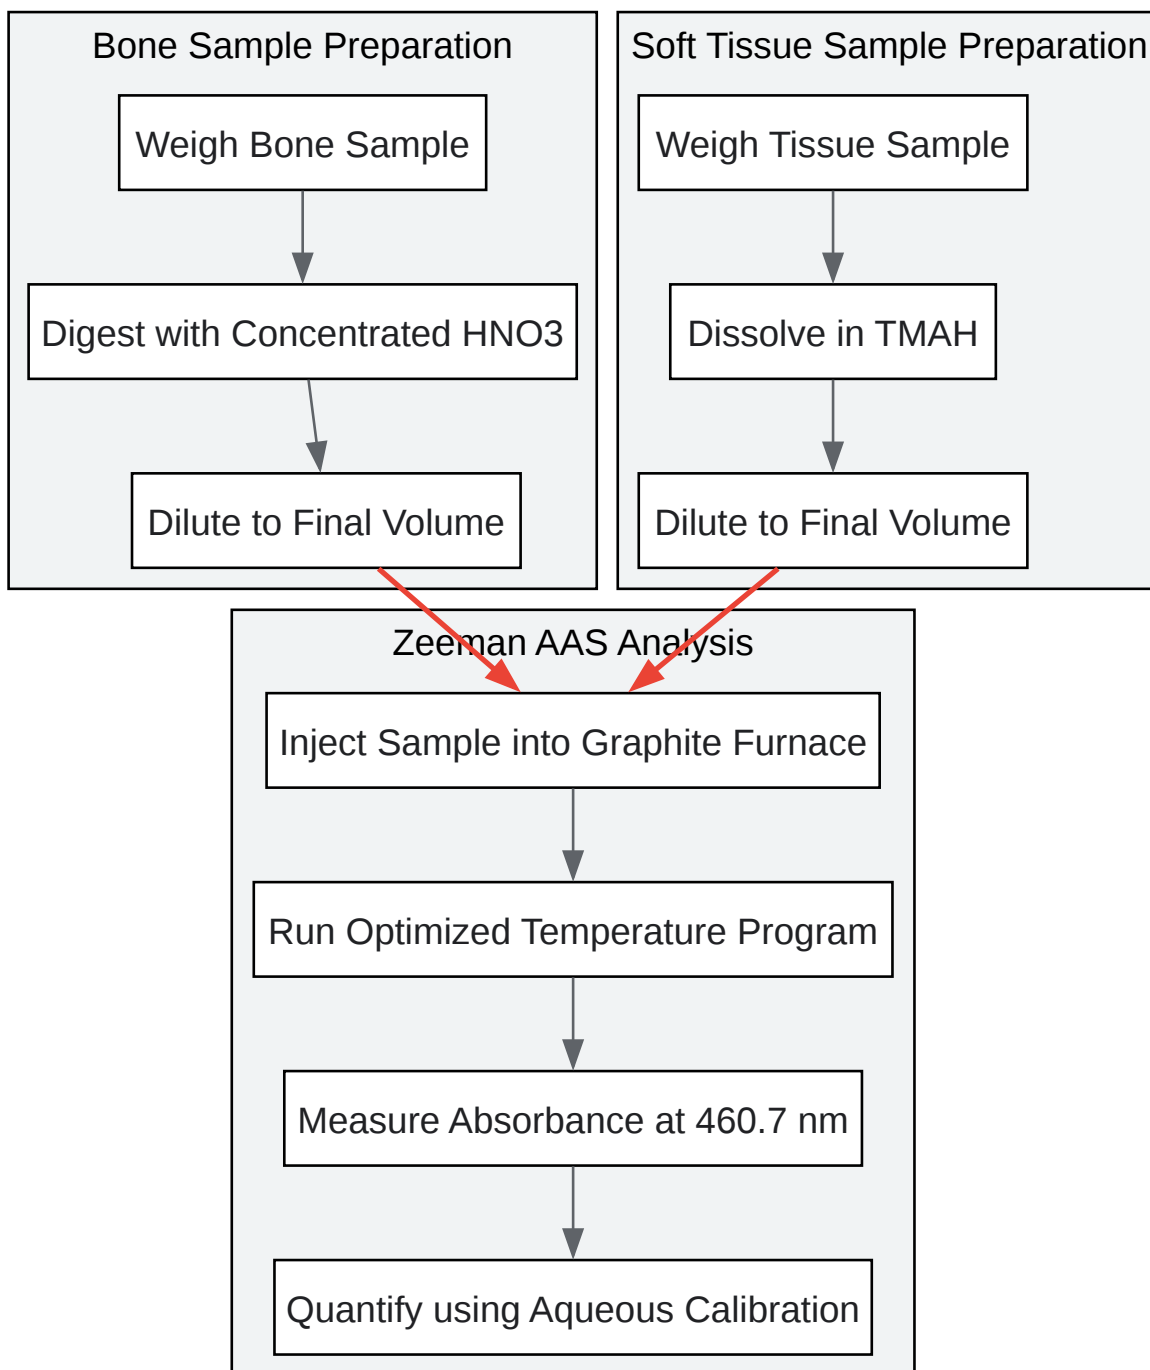 Bone Sample Preparation
Weigh Bone Sample
Digest with Concentrated HNO3
Dilute to Final Volume
Soft Tissue Sample Preparation
Weigh Tissue Sample
Dissolve in TMAH
Dilute to Final Volume
Zeeman AAS Analysis
Inject Sample into Graphite Furnace
Run Optimized Temperature Program
Measure Absorbance at 460.7 nm
Quantify using Aqueous Calibration